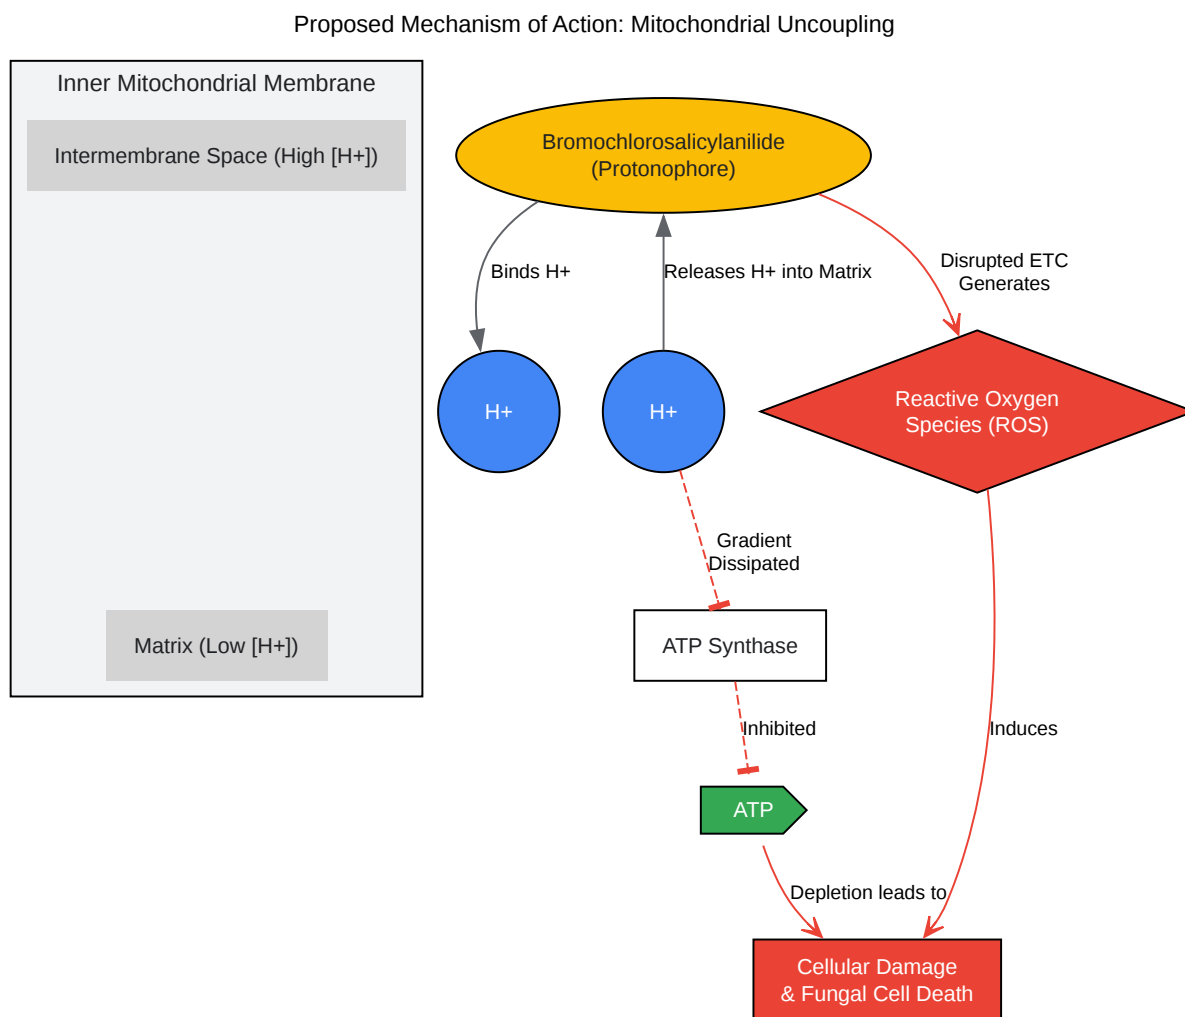 Proposed Mechanism of Action: Mitochondrial Uncoupling
Inner Mitochondrial Membrane
Intermembrane Space (High [H+])
Matrix (Low [H+])
Bromochlorosalicylanilide
(Protonophore)
Binds H+
Releases H+ into Matrix
Disrupted ETC
Generates
H+
H+
Reactive Oxygen
Species (ROS)
Gradient
Dissipated
ATP Synthase
Inhibited
Induces
ATP
Depletion leads to
Cellular Damage
& Fungal Cell Death